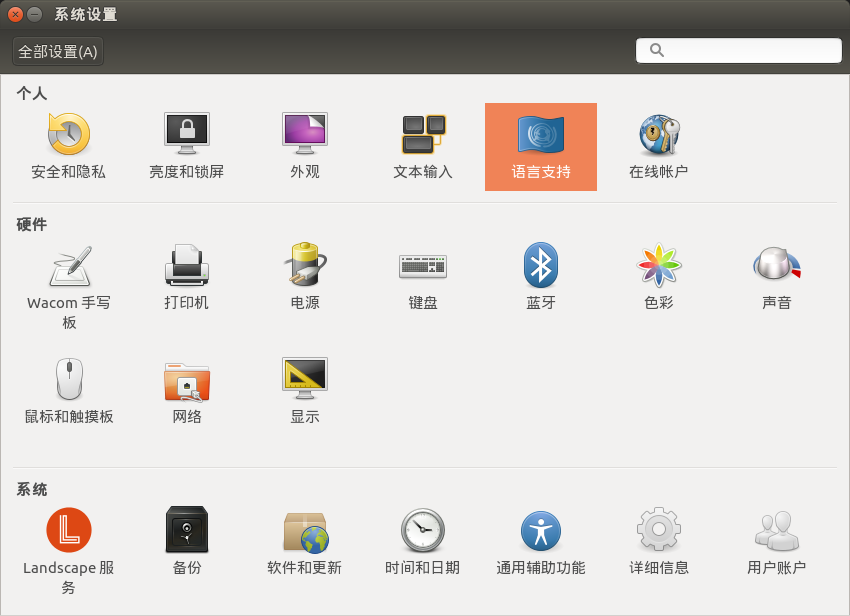 系统设置
全部设置(A)
个人
安全和隐私
亮度和锁屏
外观
文本输入
语言支持
在线帐户
硬件
Wacom 手写
板
打印机
电源
键盘
蓝牙
色彩
声音
鼠标和触摸板
网络
显示
系统
Landscape 服
务
备份
软件和更新
时间和日期
通用辅助功能
详细信息
用户账户